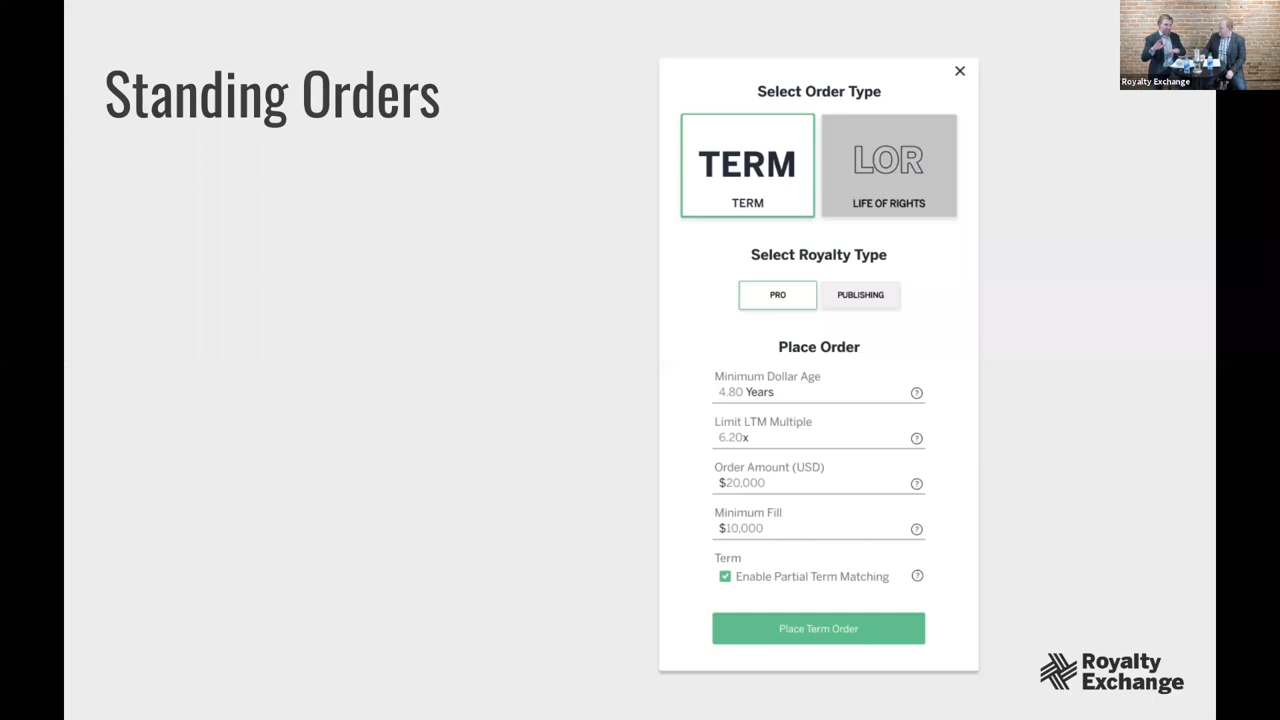 Standing Orders
Royalty Exchange
Select Order Type
TERM
TERM
LOR
LIFE OF RIGHTS
Select Royalty Type
PRO
PUBLISHING
Place Order
Minimum Dollar Age
4.80 Years
Limit LTM Multiple
6.20x
Order Amount (USD)
$20,000
Minimum Fill
$10,000
Term
Enable Partial Term Matching
Place Term Order
Royalty
Exchange